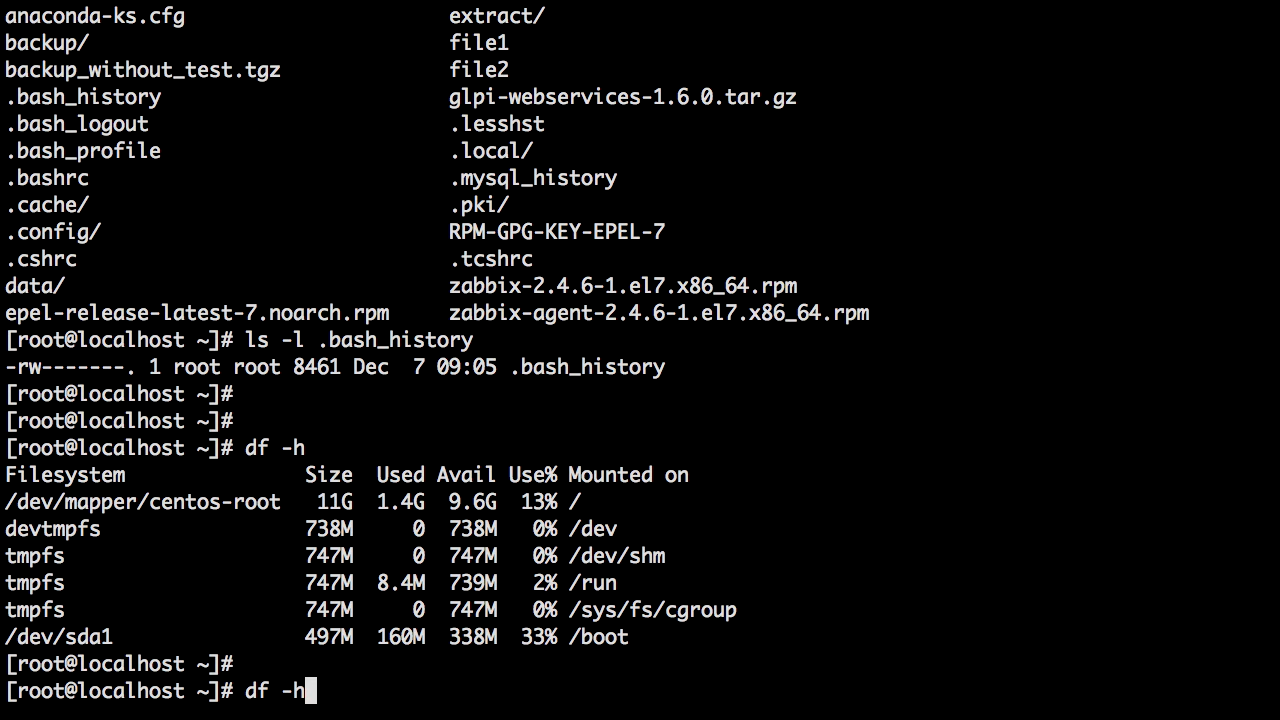 anaconda-ks.cfg                      extract/
backup/                              file1
backup_without_test.tgz              file2
.bash_history                        glpi-webservices-1.6.0.tar.gz
.bash_logout                         .lesshst
.bash_profile                        .local/
.bashrc                              .mysql_history
.cache/                              .pki/
.config/                             RPM-GPG-KEY-EPEL-7
.cshrc                               .tcshrc
data/                                zabbix-2.4.6-1.el7.x86_64.rpm
epel-release-latest-7.noarch.rpm     zabbix-agent-2.4.6-1.el7.x86_64.rpm
[root@localhost ~]# ls -l .bash_history
-rw-------. 1 root root 8461 Dec  7 09:05 .bash_history
[root@localhost ~]#
[root@localhost ~]#
[root@localhost ~]# df -h
Filesystem               Size  Used Avail Use% Mounted on
/dev/mapper/centos-root   11G  1.4G  9.6G  13% /
devtmpfs                 738M     0  738M   0% /dev
tmpfs                    747M     0  747M   0% /dev/shm
tmpfs                    747M  8.4M  739M   2% /run
tmpfs                    747M     0  747M   0% /sys/fs/cgroup
/dev/sda1                497M  160M  338M  33% /boot
[root@localhost ~]#
[root@localhost ~]# df -h